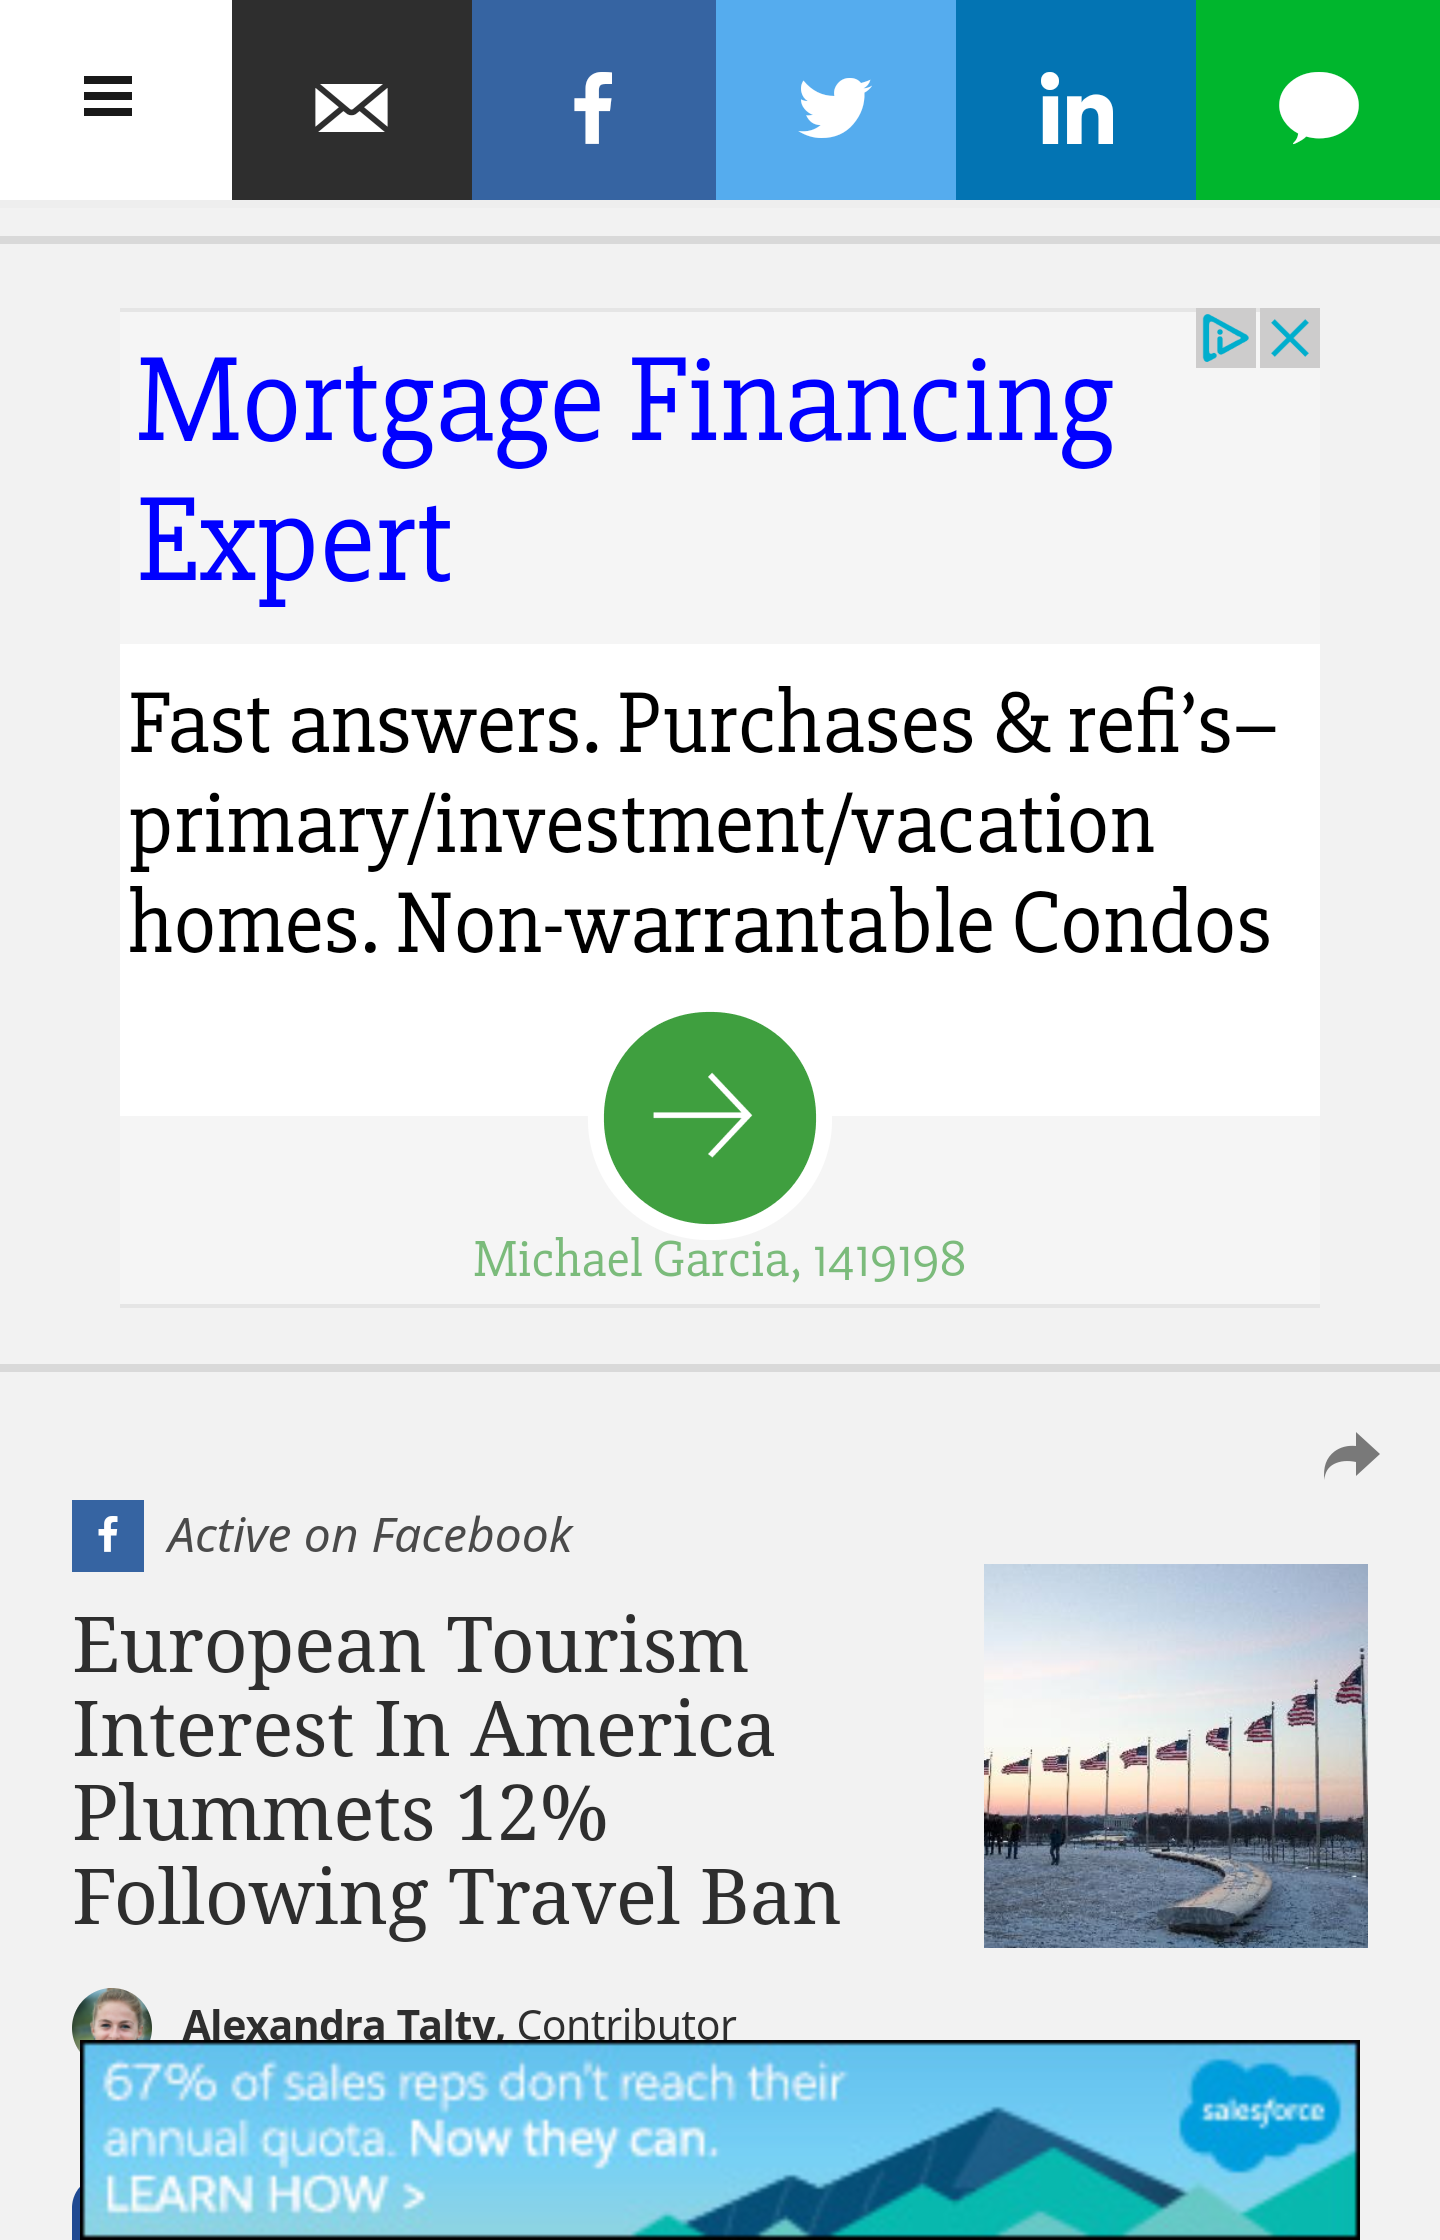 Mortgage Financing
Expert
Fast answers. Purchases & refi’s–
primary/investment/vacation
homes. Non-warrantable Condos
Michael Garcia, 1419198
Active on Facebook
European Tourism
Interest In America
Plummets 12%
Following Travel Ban
Alexandra Talty, Contributor
67% of sales reps don't reach their
annual quota. Now they can.
LEARN HOW >
salesforce